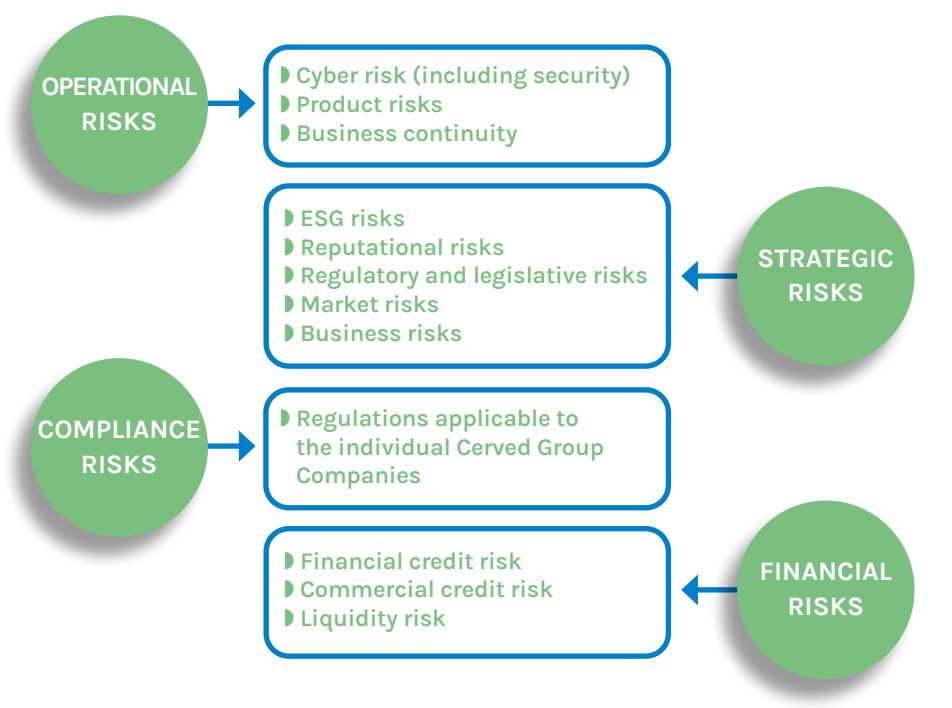 OPERATIONAL
RISKS
Cyber risk (including security)
Product risks
Business continuity
STRATEGIC
RISKS
ESG risks
Reputational risks
Regulatory and legislative risks
Market risks
Business risks
COMPLIANCE
RISKS
Regulations applicable to
the individual Cerved Group
Companies
FINANCIAL
RISKS
Financial credit risk
Commercial credit risk
Liquidity risk